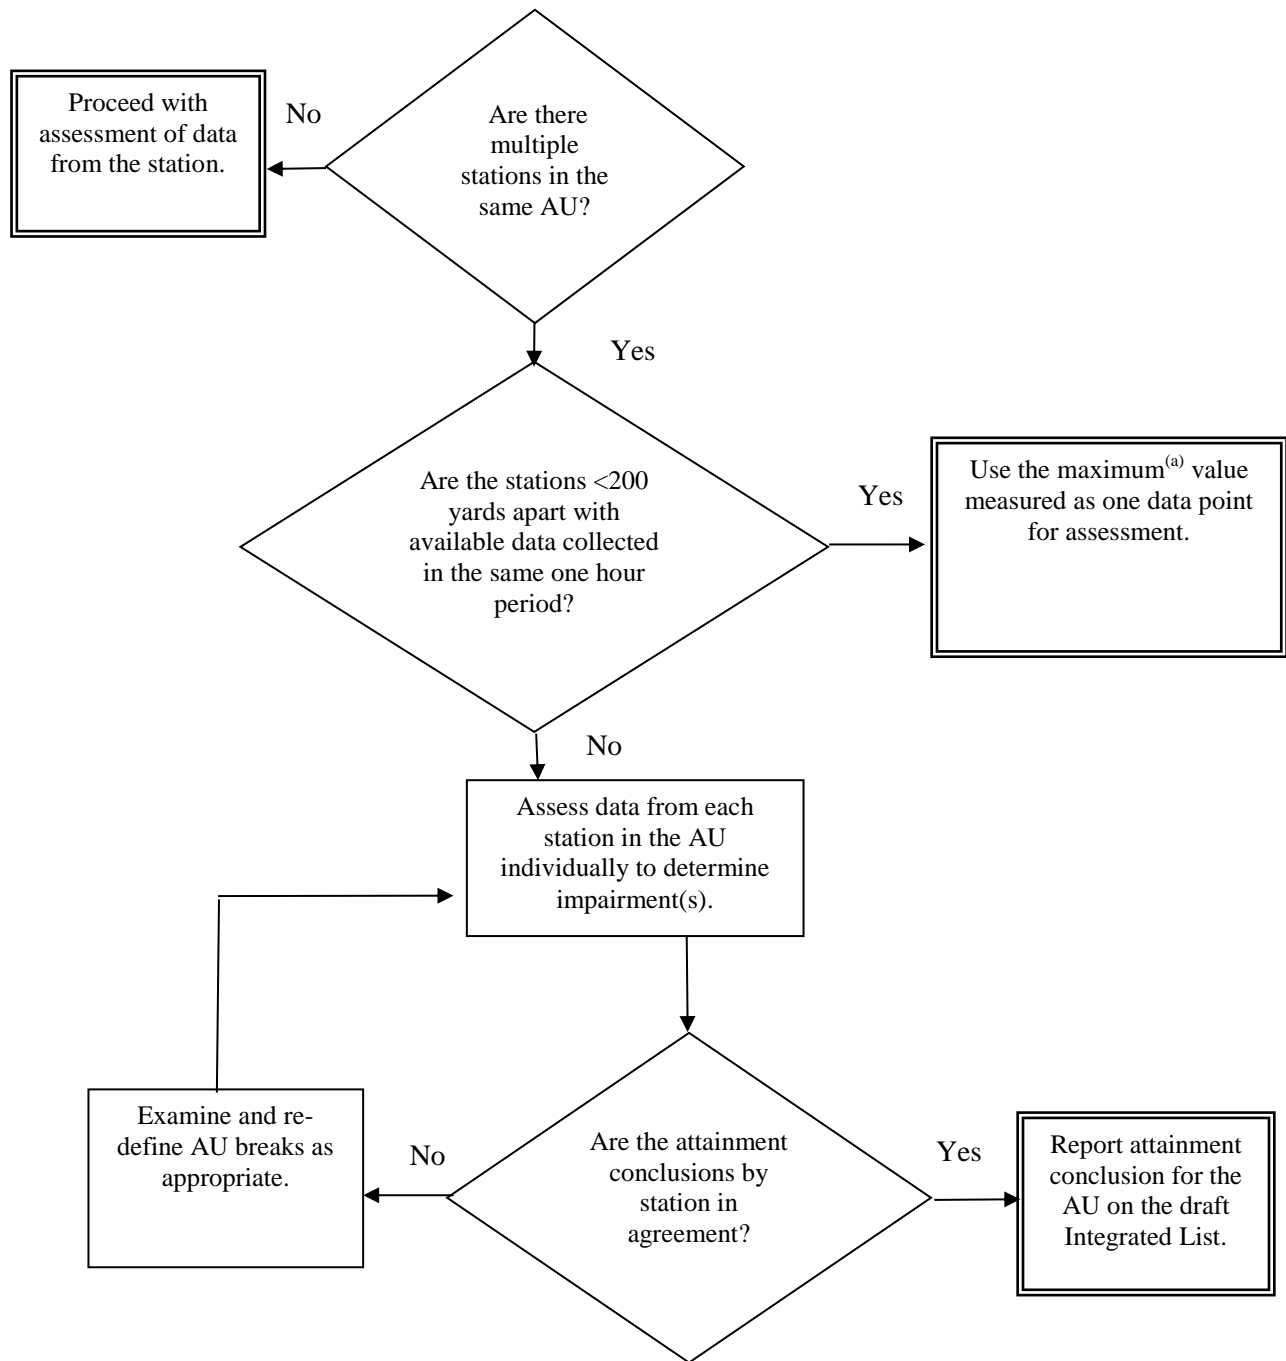 Proceed with
assessment of data
from the station.
No
Are there
multiple
stations in the
same AU?
Yes
Are the stations <200
yards apart with
available data collected
in the same one hour
period?
Yes
Use the maximum(a) value
measured as one data point
for assessment.
No
Assess data from each
station in the AU
individually to determine
impairment(s).
Examine and re-
define AU breaks as
appropriate.
No
Are the attainment
conclusions by
station in
agreement?
Yes
Report attainment
conclusion for the
AU on the draft
Integrated List.